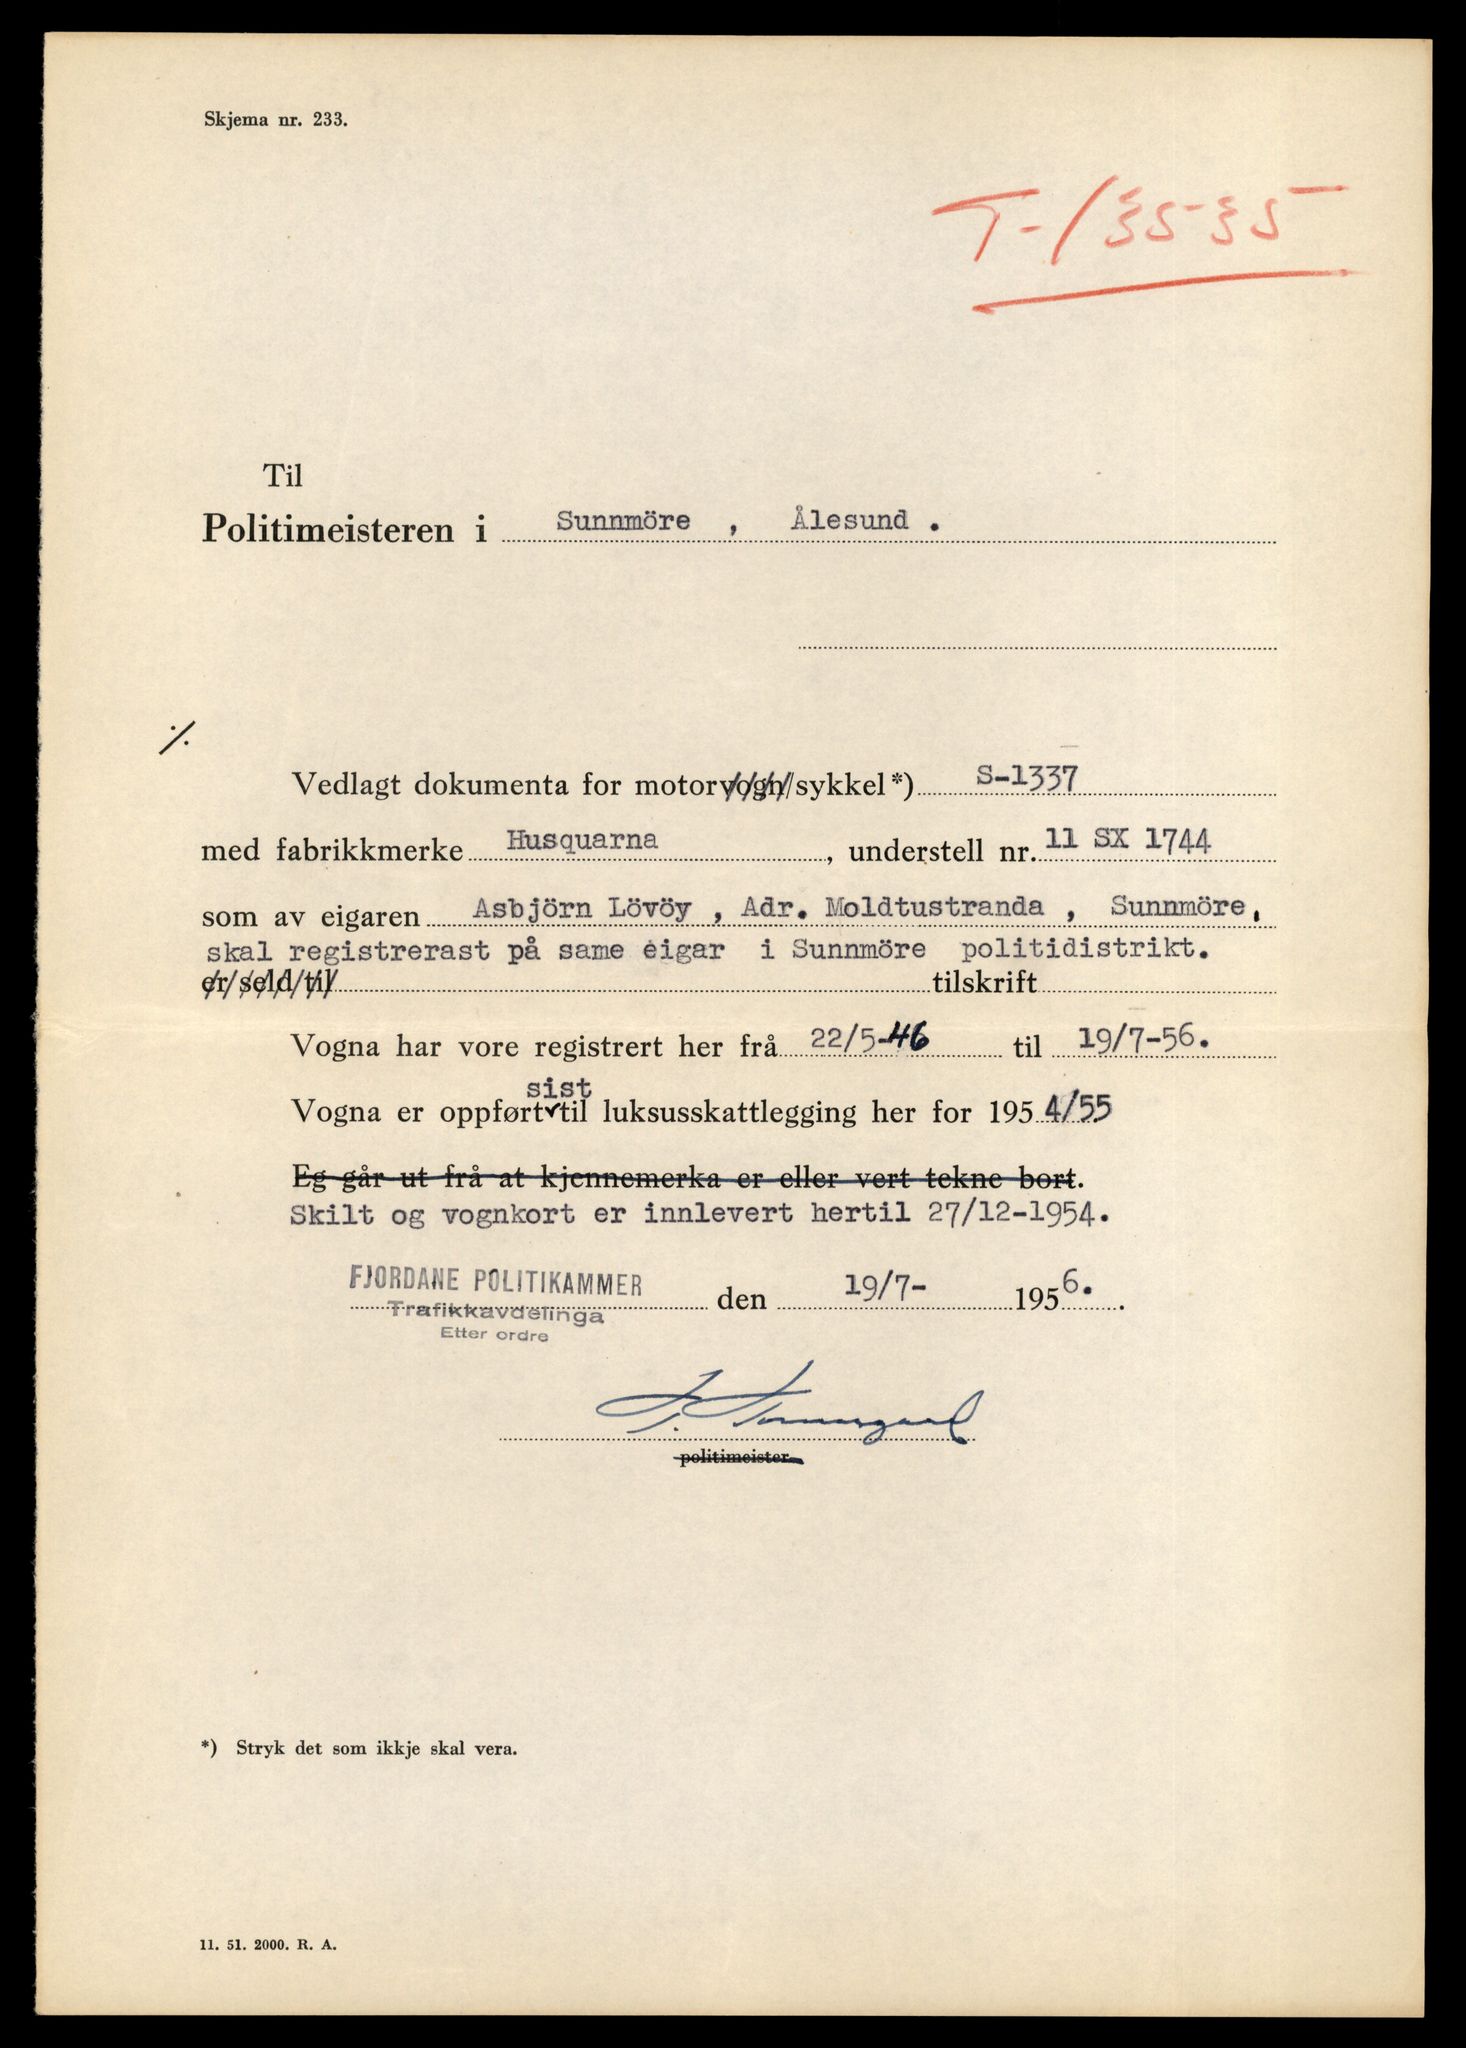 Skjema nr. 233.
T-13535
Til
Politimeisteren i Sunnmöre , Ålesund .
⁒
Vedlagt dokumenta for motorvogn/sykkel*) S-1337
med fabrikkmerke Husquarna , understell nr. 11 SX 1744
som av eigaren Asbjörn Lövöy , Adr. Moldtustranda , Sunnmöre,
skal registrerast på same eigar i Sunnmöre politidistrikt.
er seld til tilskrift
Vogna har vore registrert her frå 22/5-46 til 19/7-56.
sist
Vogna er oppført til luksusskattlegging her for 1954/55
Eg går ut frå at kjennemerka er eller vert tekne bort.
Skilt og vognkort er innlevert hertil 27/12-1954.
FJORDANE POLITIKAMMER den 19/7- 1956.
Trafikkavdelinga
Etter ordre
politimeister
*) Stryk det som ikkje skal vera.
11. 51. 2000. R. A.